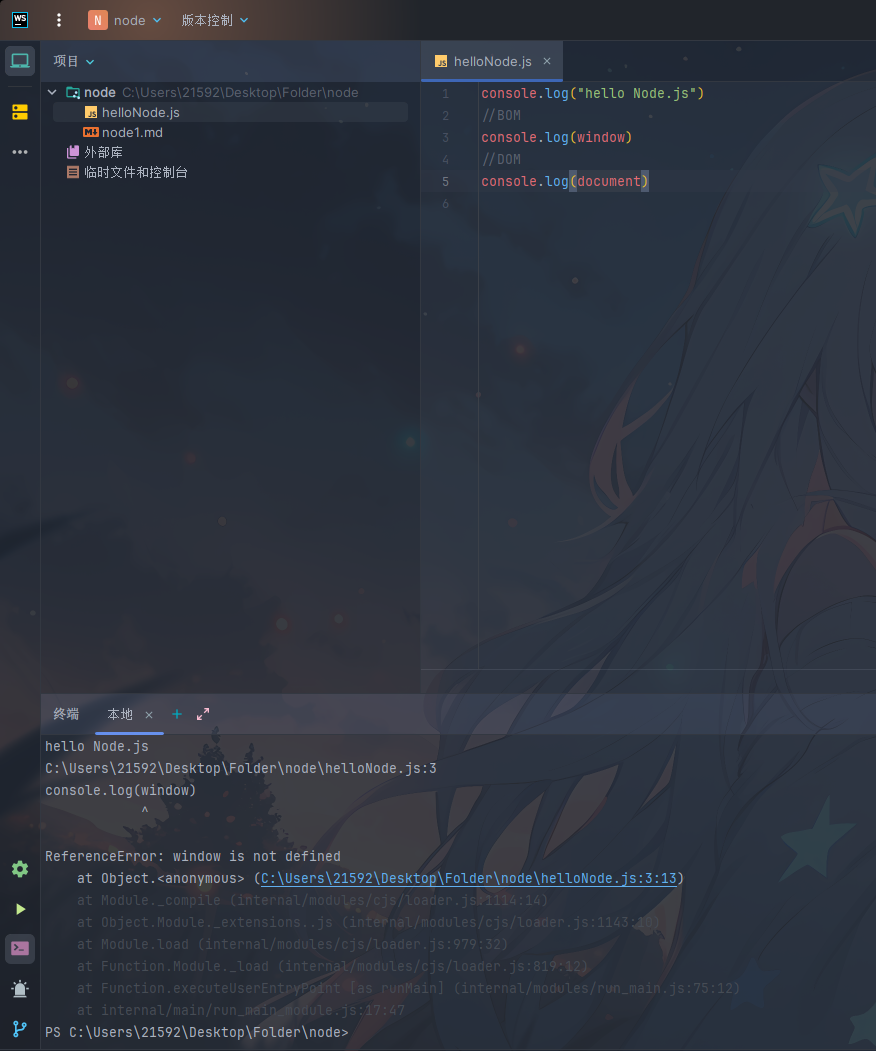 WS
N node 版本控制
项目
helloNode.js
node C:\Users\21592\Desktop\Folder\node
JS helloNode.js
M↓ node1.md
外部库
临时文件和控制台
1 console.log("hello Node.js")
2 //BOM
3 console.log(window)
4 //DOM
5 console.log(document)
6
终端 本地
hello Node.js
C:\Users\21592\Desktop\Folder\node\helloNode.js:3
console.log(window)
^
ReferenceError: window is not defined
at Object.<anonymous> (C:\Users\21592\Desktop\Folder\node\helloNode.js:3:13)
at Module._compile (internal/modules/cjs/loader.js:1114:14)
at Object.Module._extensions..js (internal/modules/cjs/loader.js:1143:10)
at Module.load (internal/modules/cjs/loader.js:979:32)
at Function.Module._load (internal/modules/cjs/loader.js:819:12)
at Function.executeUserEntryPoint [as runMain] (internal/modules/run_main.js:75:12)
at internal/main/run_main_module.js:17:47
PS C:\Users\21592\Desktop\Folder\node>